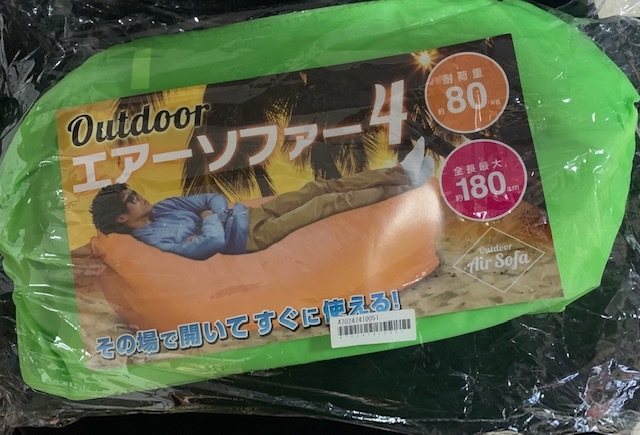 Outdoor
エアーソファー4
耐荷重
約80kg
全長最大
約180cm
Outdoor
Air Sofa
その場で開いてすぐに使える!
470247410051